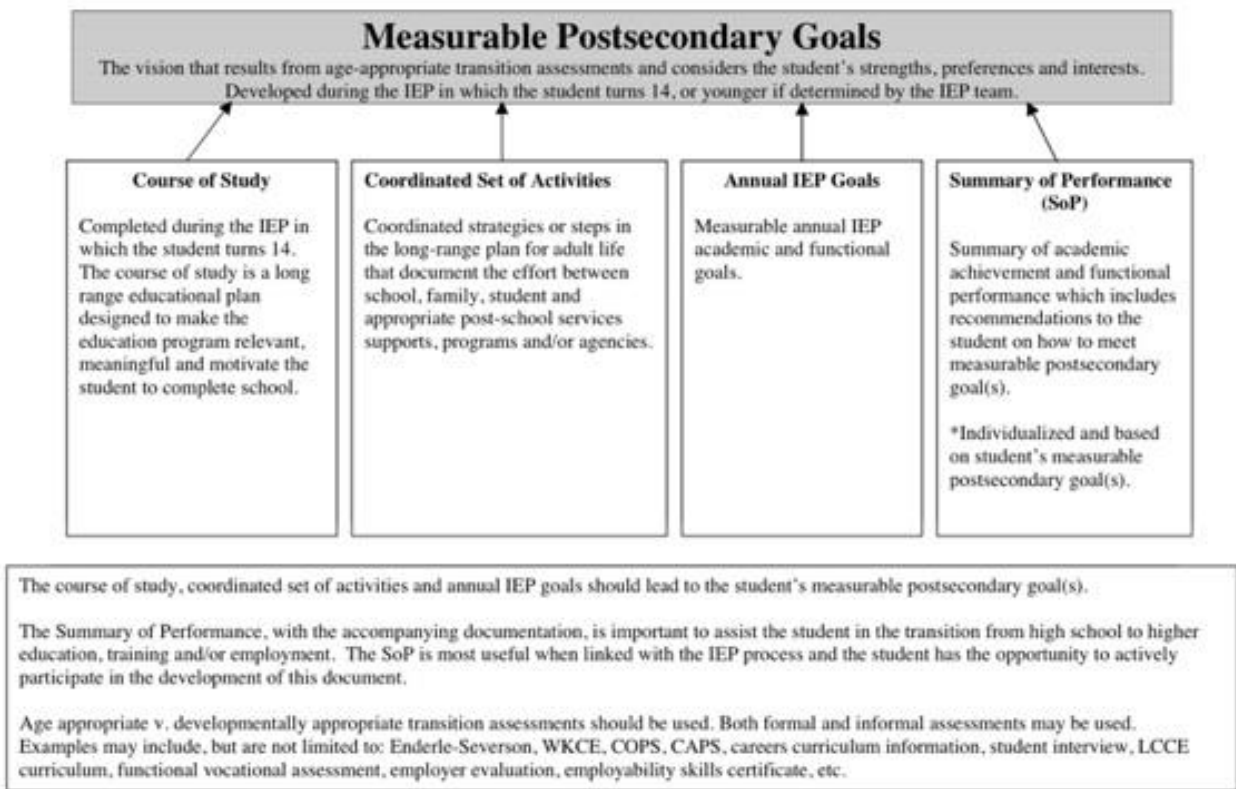 Measurable Postsecondary Goals
The vision that results from age-appropriate transition assessments and considers the student's strengths, preferences and interests.
Developed during the IEP in which the student turns 14, or younger if determined by the IEP team.
Course of Study
Completed during the IEP in
which the student turns 14.
The course of study is a long
range educational plan
designed to make the
education program relevant,
meaningful and motivate the
student to complete school.
Coordinated Set of Activities
Coordinated strategies or steps in
the long-range plan for adult life
that document the effort between
school, family, student and
appropriate post-school services
supports, programs and/or agencies.
Annual IEP Goals
Measurable annual IEP
academic and functional
goals.
Summary of Performance
(SoP)
Summary of academic
achievement and functional
performance which includes
recommendations to the
student on how to meet
measurable postsecondary
goal(s).
*Individualized and based
on student's measurable
postsecondary goal(s).
The course of study, coordinated set of activities and annual IEP goals should lead to the student's measurable postsecondary goal(s).
The Summary of Performance, with the accompanying documentation, is important to assist the student in the transition from high school to higher
education, training and/or employment. The SoP is most useful when linked with the IEP process and the student has the opportunity to actively
participate in the development of this document.
Age appropriate v. developmentally appropriate transition assessments should be used. Both formal and informal assessments may be used.
Examples may include, but are not limited to: Enderle-Severson, WKCE, COPS, CAPS, careers curriculum information, student interview, LCCE
curriculum, functional vocational assessment, employer evaluation, employability skills certificate, etc.